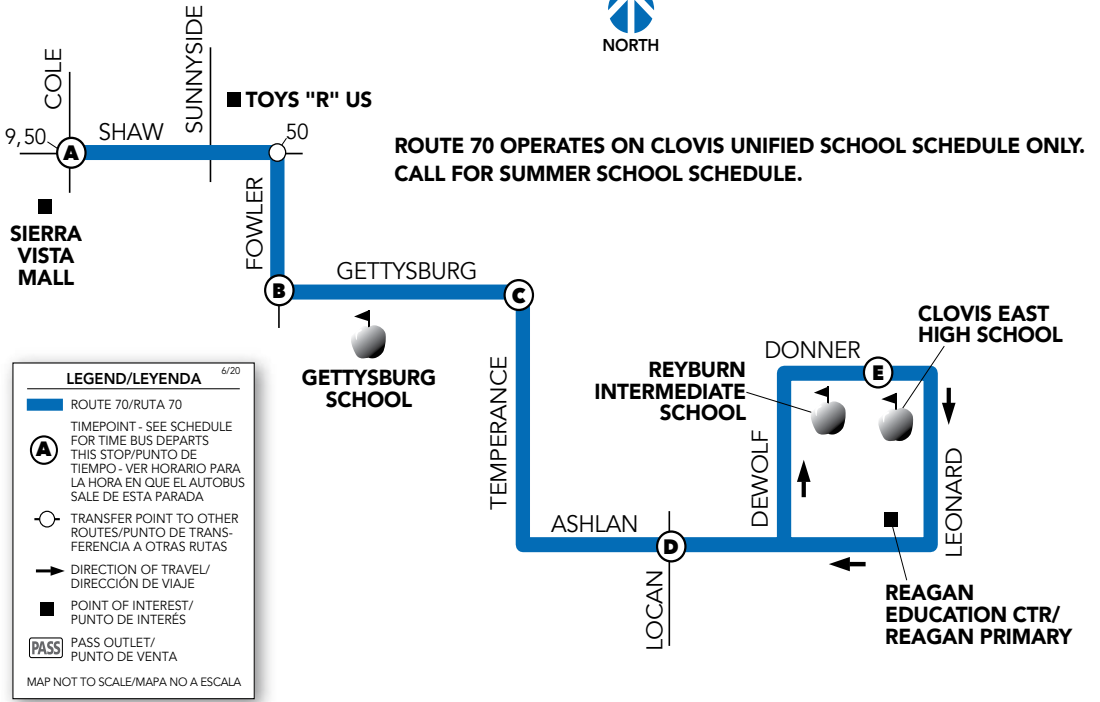 NORTH
COLE
SUNNYSIDE
TOYS "R" US
9, 50
A
SHAW
50
ROUTE 70 OPERATES ON CLOVIS UNIFIED SCHOOL SCHEDULE ONLY.
CALL FOR SUMMER SCHOOL SCHEDULE.
SIERRA
VISTA
MALL
FOWLER
B
GETTYSBURG
C
GETTYSBURG
SCHOOL
TEMPERANCE
ASHLAN
D
LOCAN
DEWOLF
REYBURN
INTERMEDIATE
SCHOOL
DONNER
E
CLOVIS EAST
HIGH SCHOOL
LEONARD
REAGAN
EDUCATION CTR/
REAGAN PRIMARY
LEGEND/LEYENDA 6/20
ROUTE 70/RUTA 70
A
TIMEPOINT - SEE SCHEDULE
FOR TIME BUS DEPARTS
THIS STOP/PUNTO DE
TIEMPO - VER HORARIO PARA
LA HORA EN QUE EL AUTOBUS
SALE DE ESTA PARADA
TRANSFER POINT TO OTHER
ROUTES/PUNTO DE TRANS-
FERENCIA A OTRAS RUTAS
DIRECTION OF TRAVEL/
DIRECCIÓN DE VIAJE
POINT OF INTEREST/
PUNTO DE INTERÉS
PASS
PASS OUTLET/
PUNTO DE VENTA
MAP NOT TO SCALE/MAPA NO A ESCALA